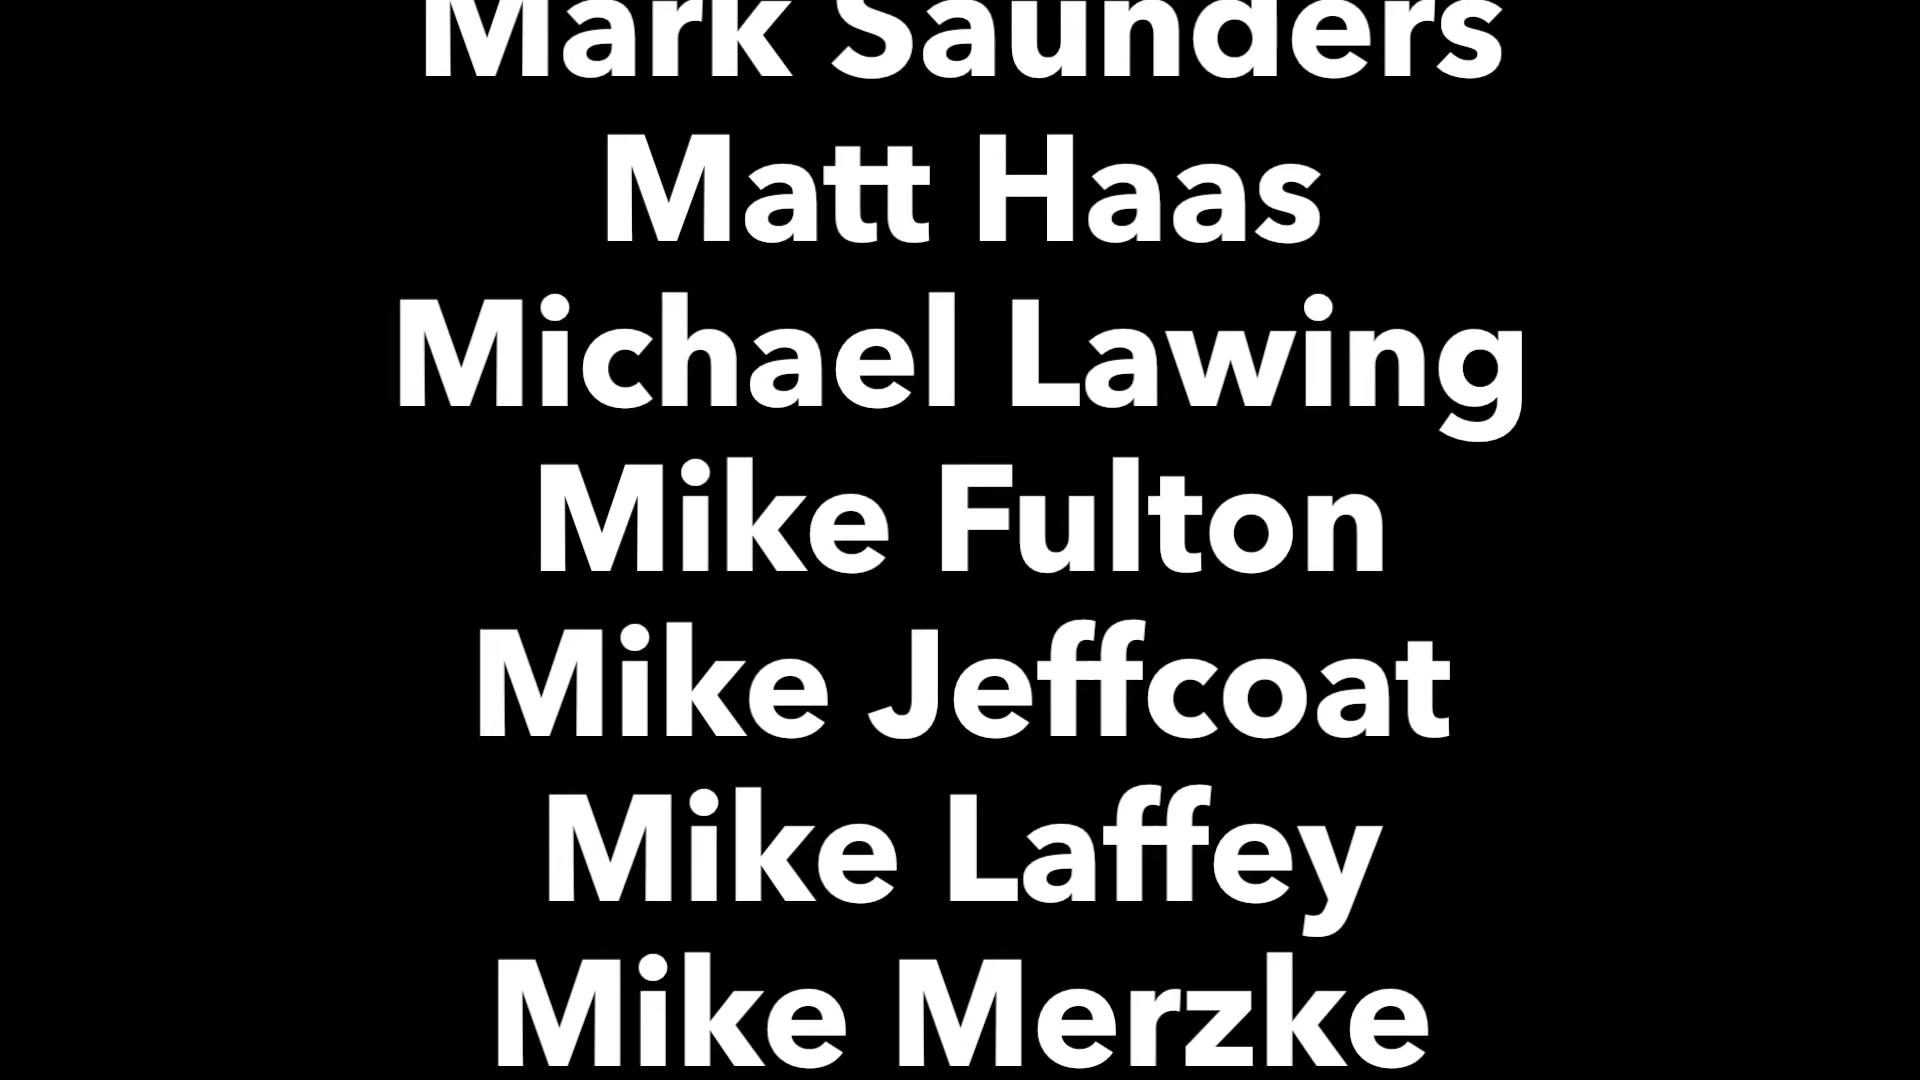 Mark Saunders
Matt Haas
Michael Lawing
Mike Fulton
Mike Jeffcoat
Mike Laffey
Mike Merzke